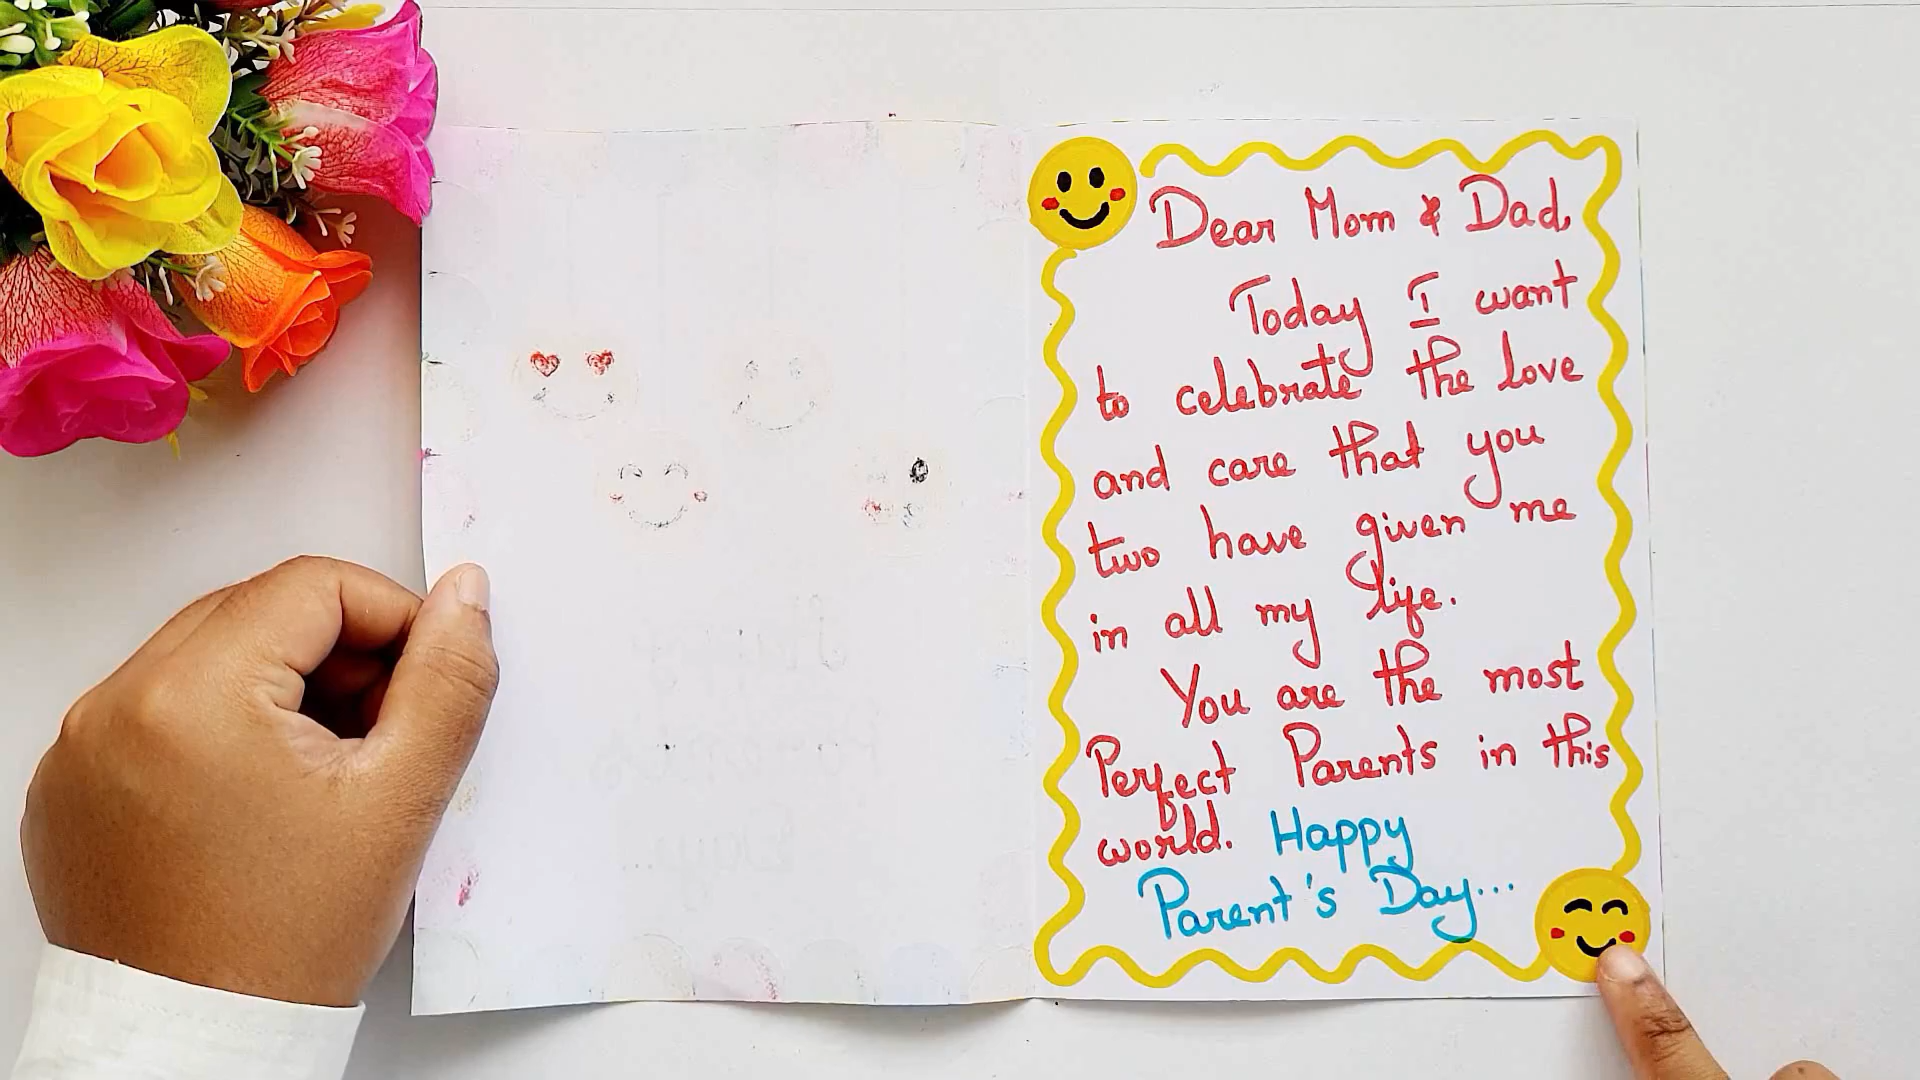 Dear Mom & Dad,
Today I want
to celebrate the love
and care that you
two have given me
in all my life.
You are the most
Perfect Parents in this
world. Happy
Parent's Day...